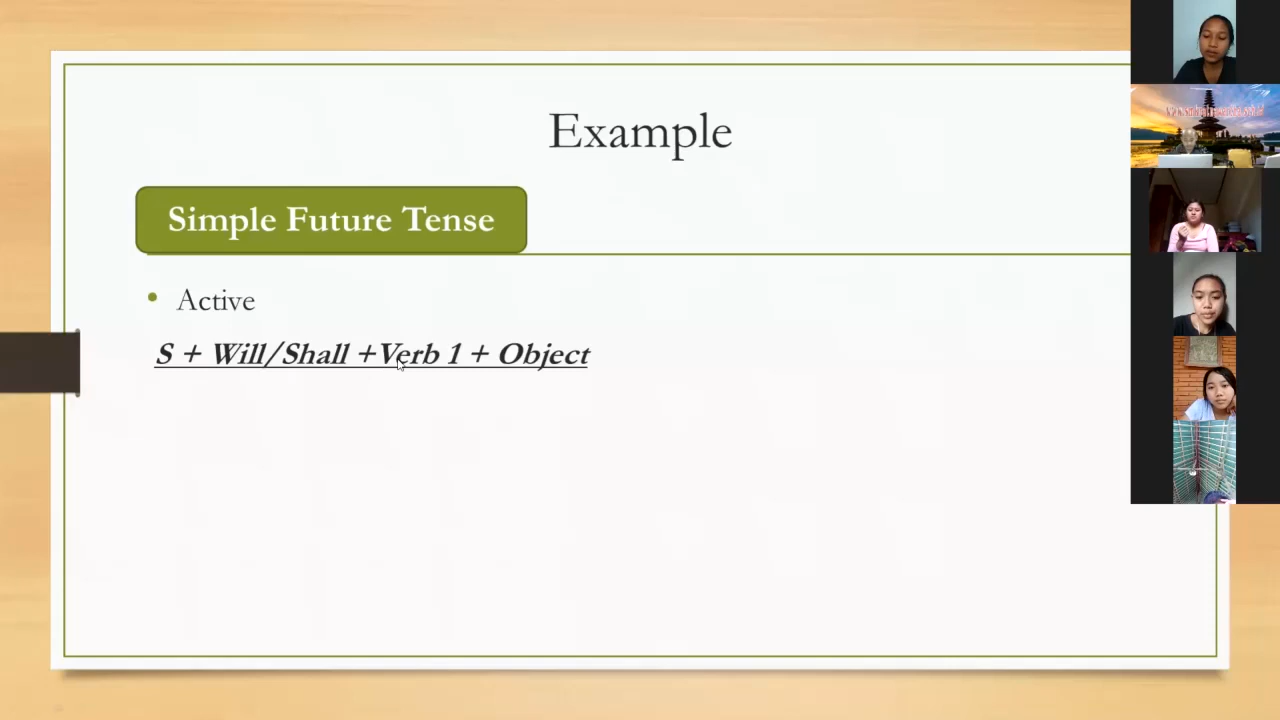 Example
Simple Future Tense
• Active
S + Will/Shall +Verb 1 + Object